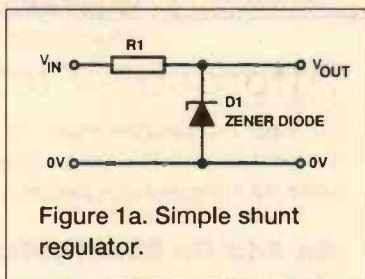 R1
VIN
VOUT
D1
ZENER DIODE
0V
0V
Figure 1a. Simple shunt
regulator.